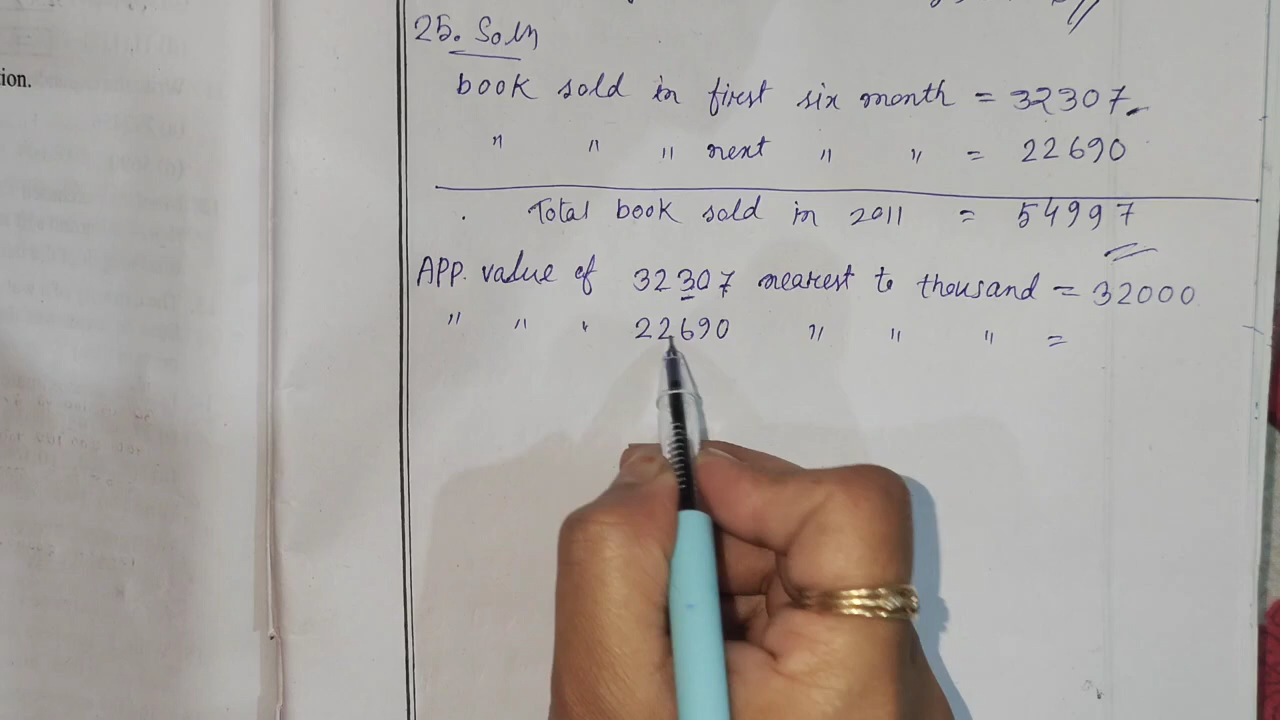 tion.
25. Soln
book sold in first six month = 32307
" " " next " " = 22690
Total book sold in 2011 = 54997
APP. value of 32307 nearest to thousand = 32000
" " " 22690 " " " =